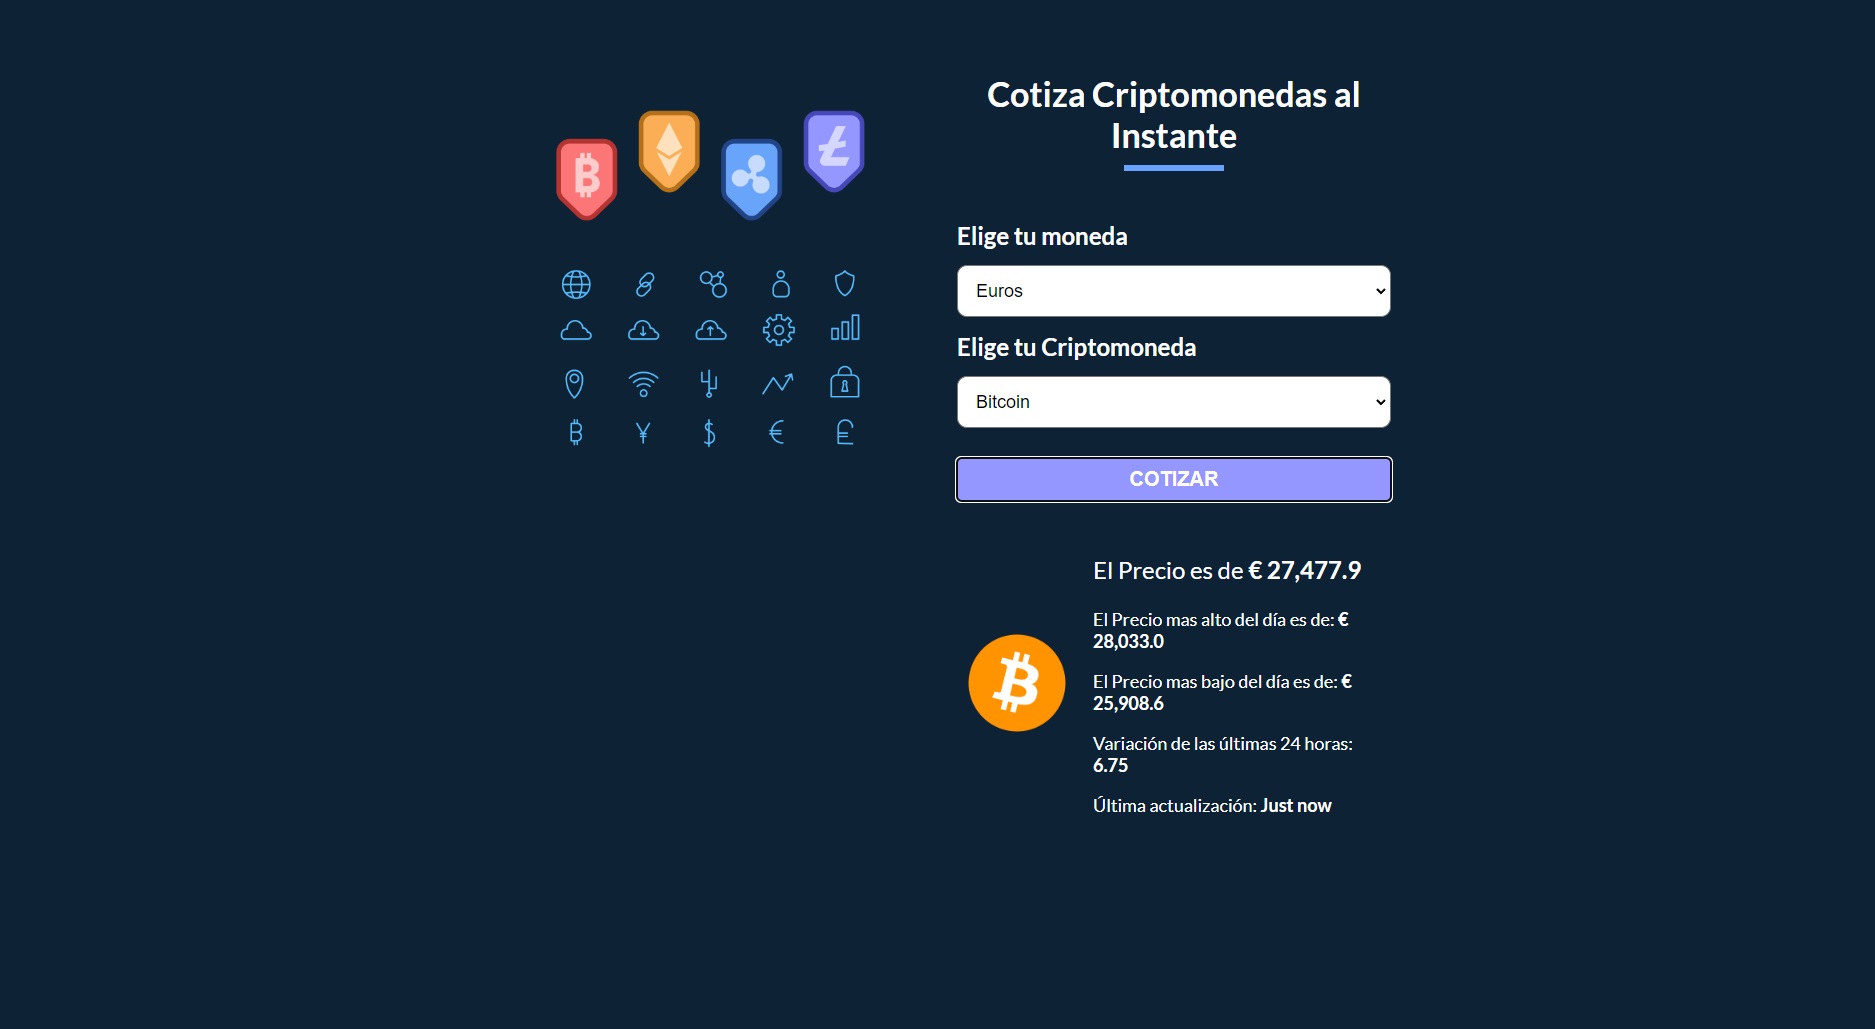 Cotiza Criptomonedas al
Instante
Elige tu moneda
Euros
Elige tu Criptomoneda
Bitcoin
COTIZAR
El Precio es de € 27,477.9
El Precio mas alto del día es de: €
28,033.0
El Precio mas bajo del día es de: €
25,908.6
Variación de las últimas 24 horas:
6.75
Última actualización: Just now